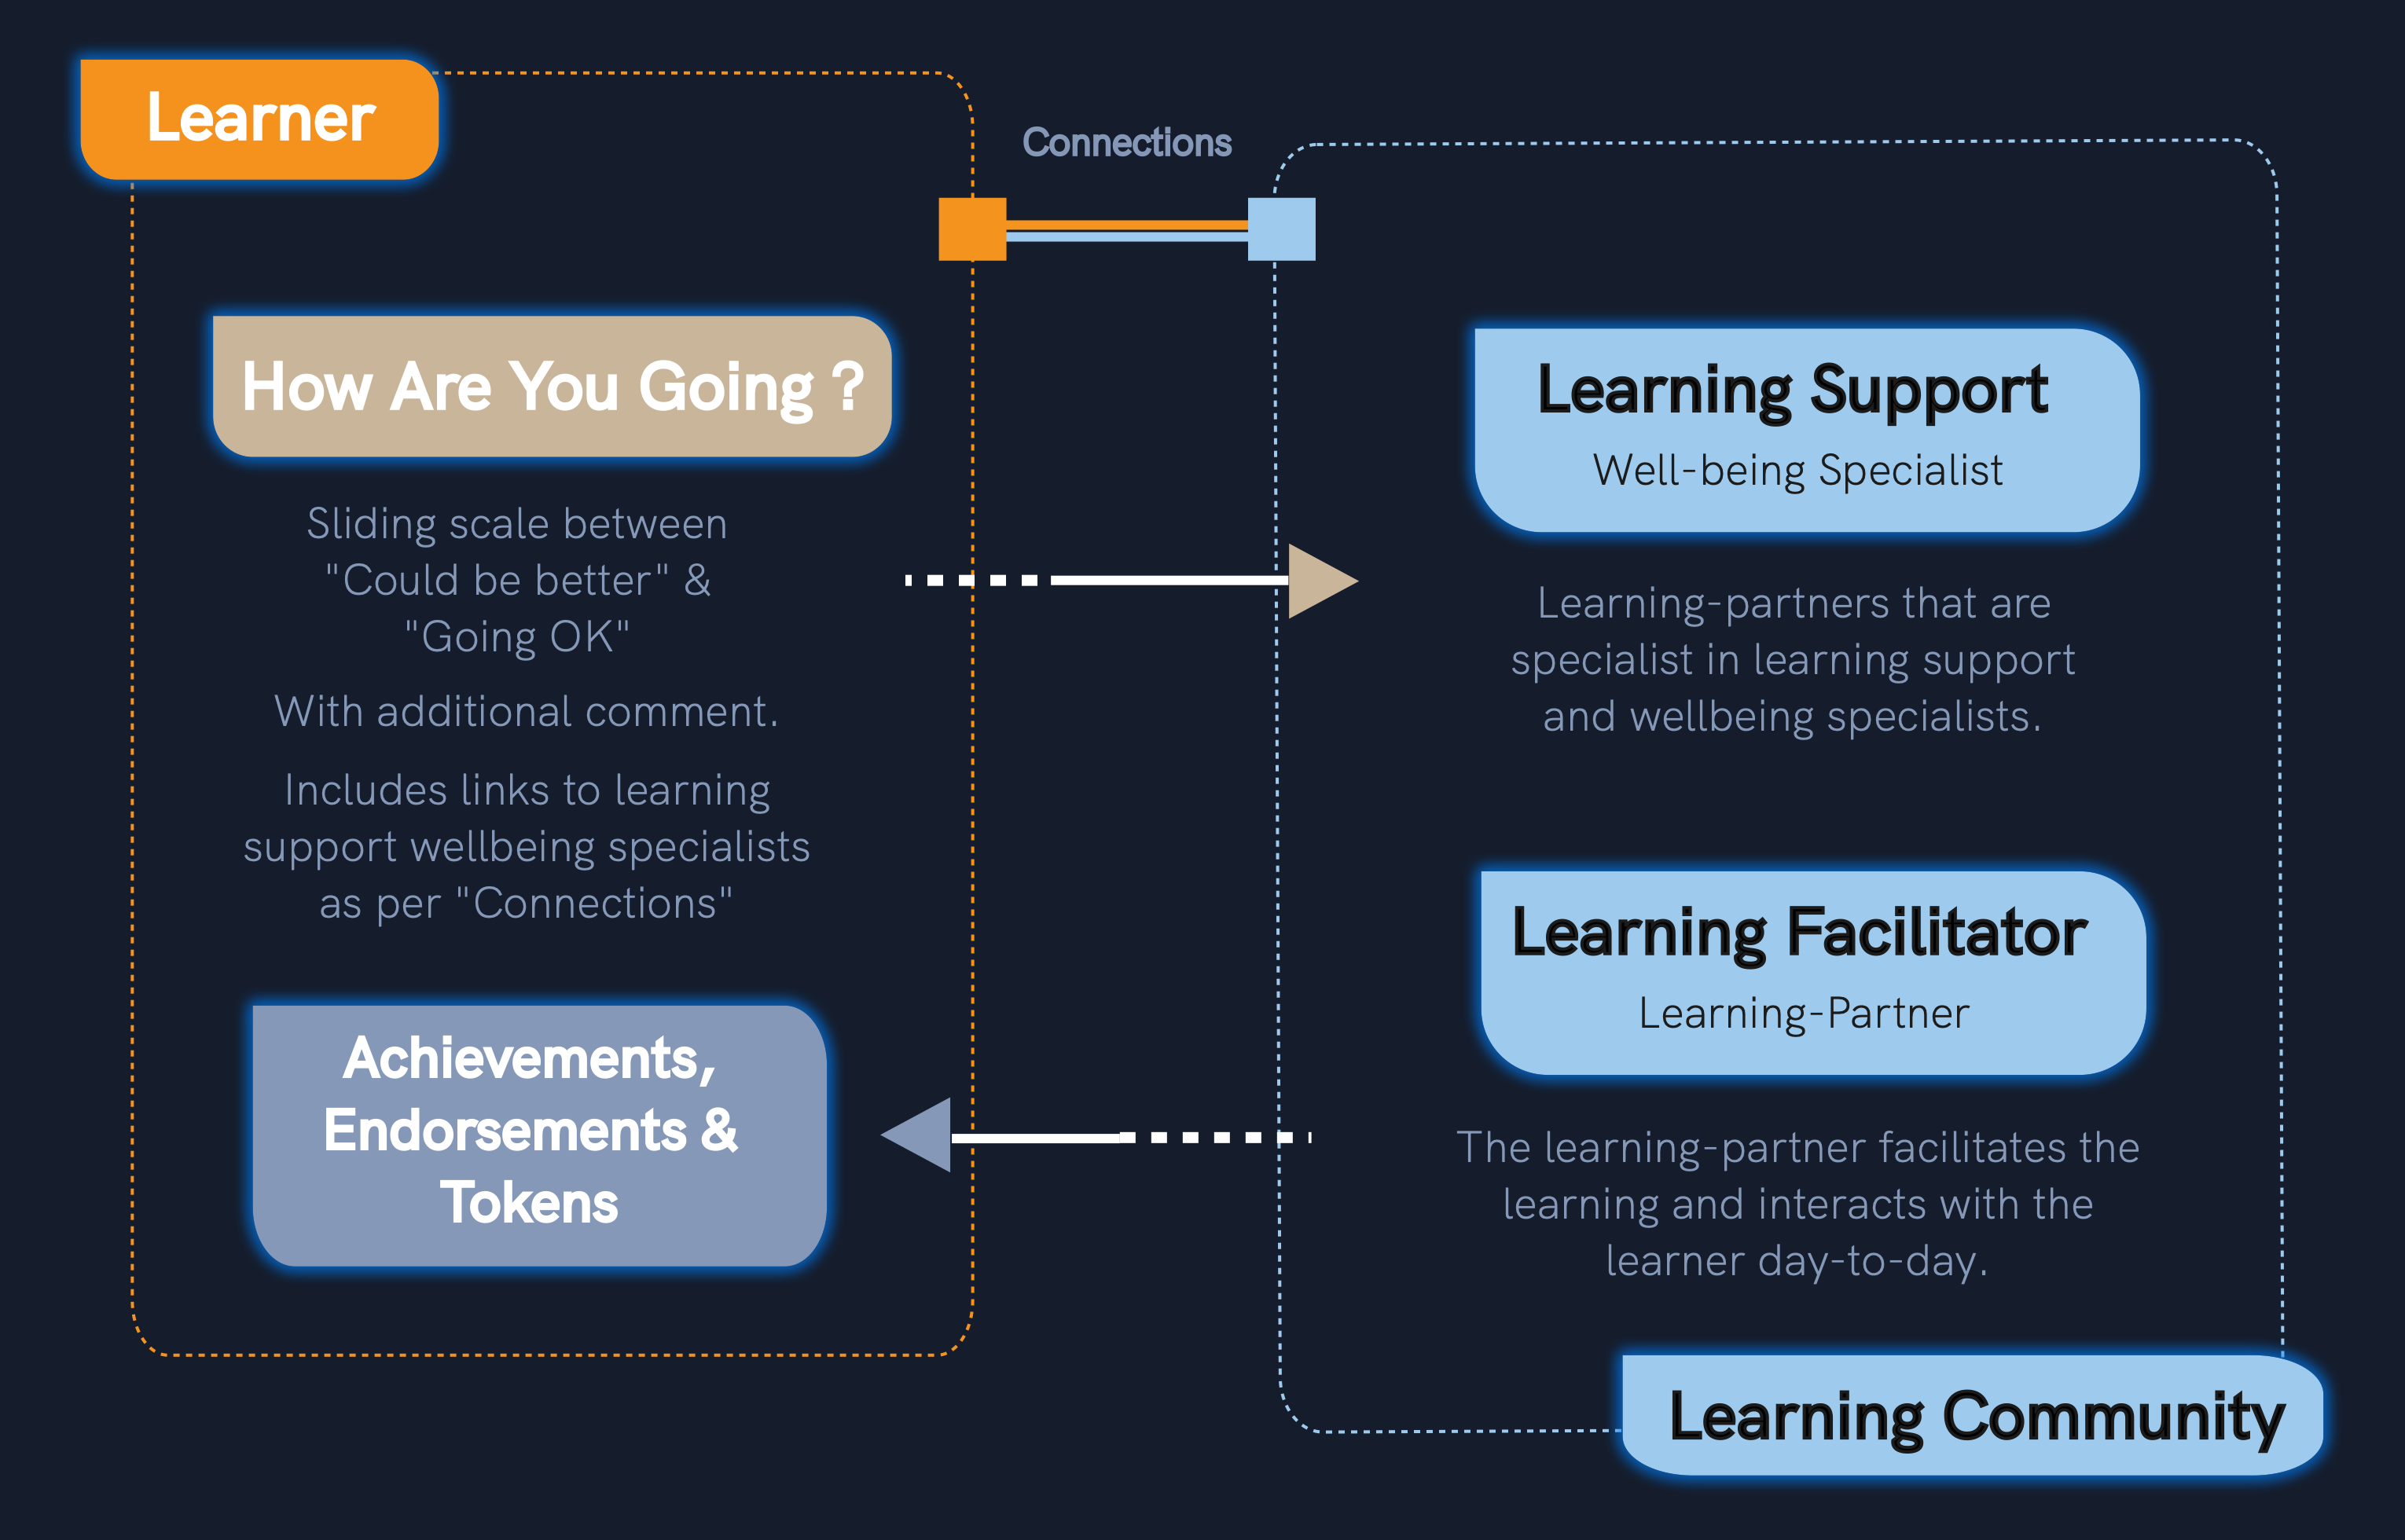 Learner
Connections
How Are You Going ?
Sliding scale between
"Could be better" &
"Going OK"
With additional comment.
Includes links to learning
support wellbeing specialists
as per "Connections"
Achievements,
Endorsements &
Tokens
Learning Support
Well-being Specialist
Learning-partners that are
specialist in learning support
and wellbeing specialists.
Learning Facilitator
Learning-Partner
The learning-partner facilitates the
learning and interacts with the
learner day-to-day.
Learning Community